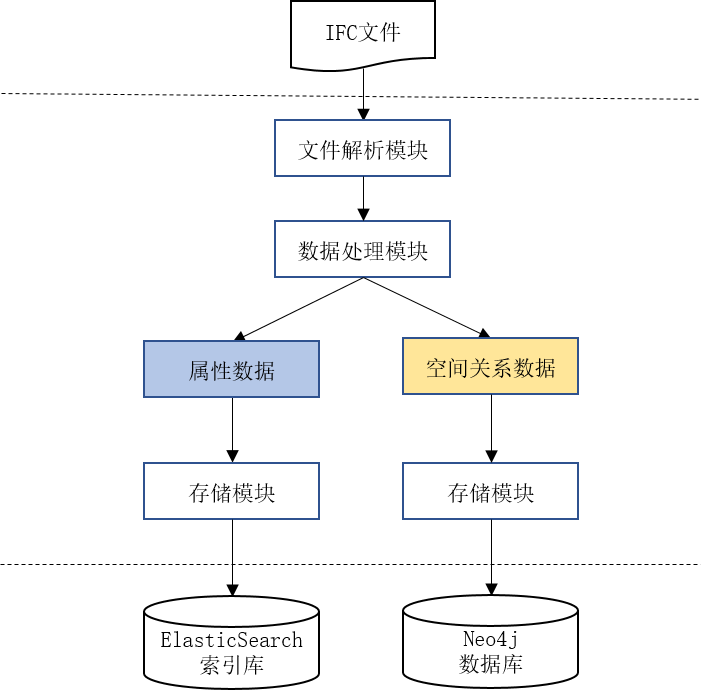 IFC文件
文件解析模块
数据处理模块
属性数据
空间关系数据
存储模块
存储模块
ElasticSearch
索引库
Neo4j
数据库